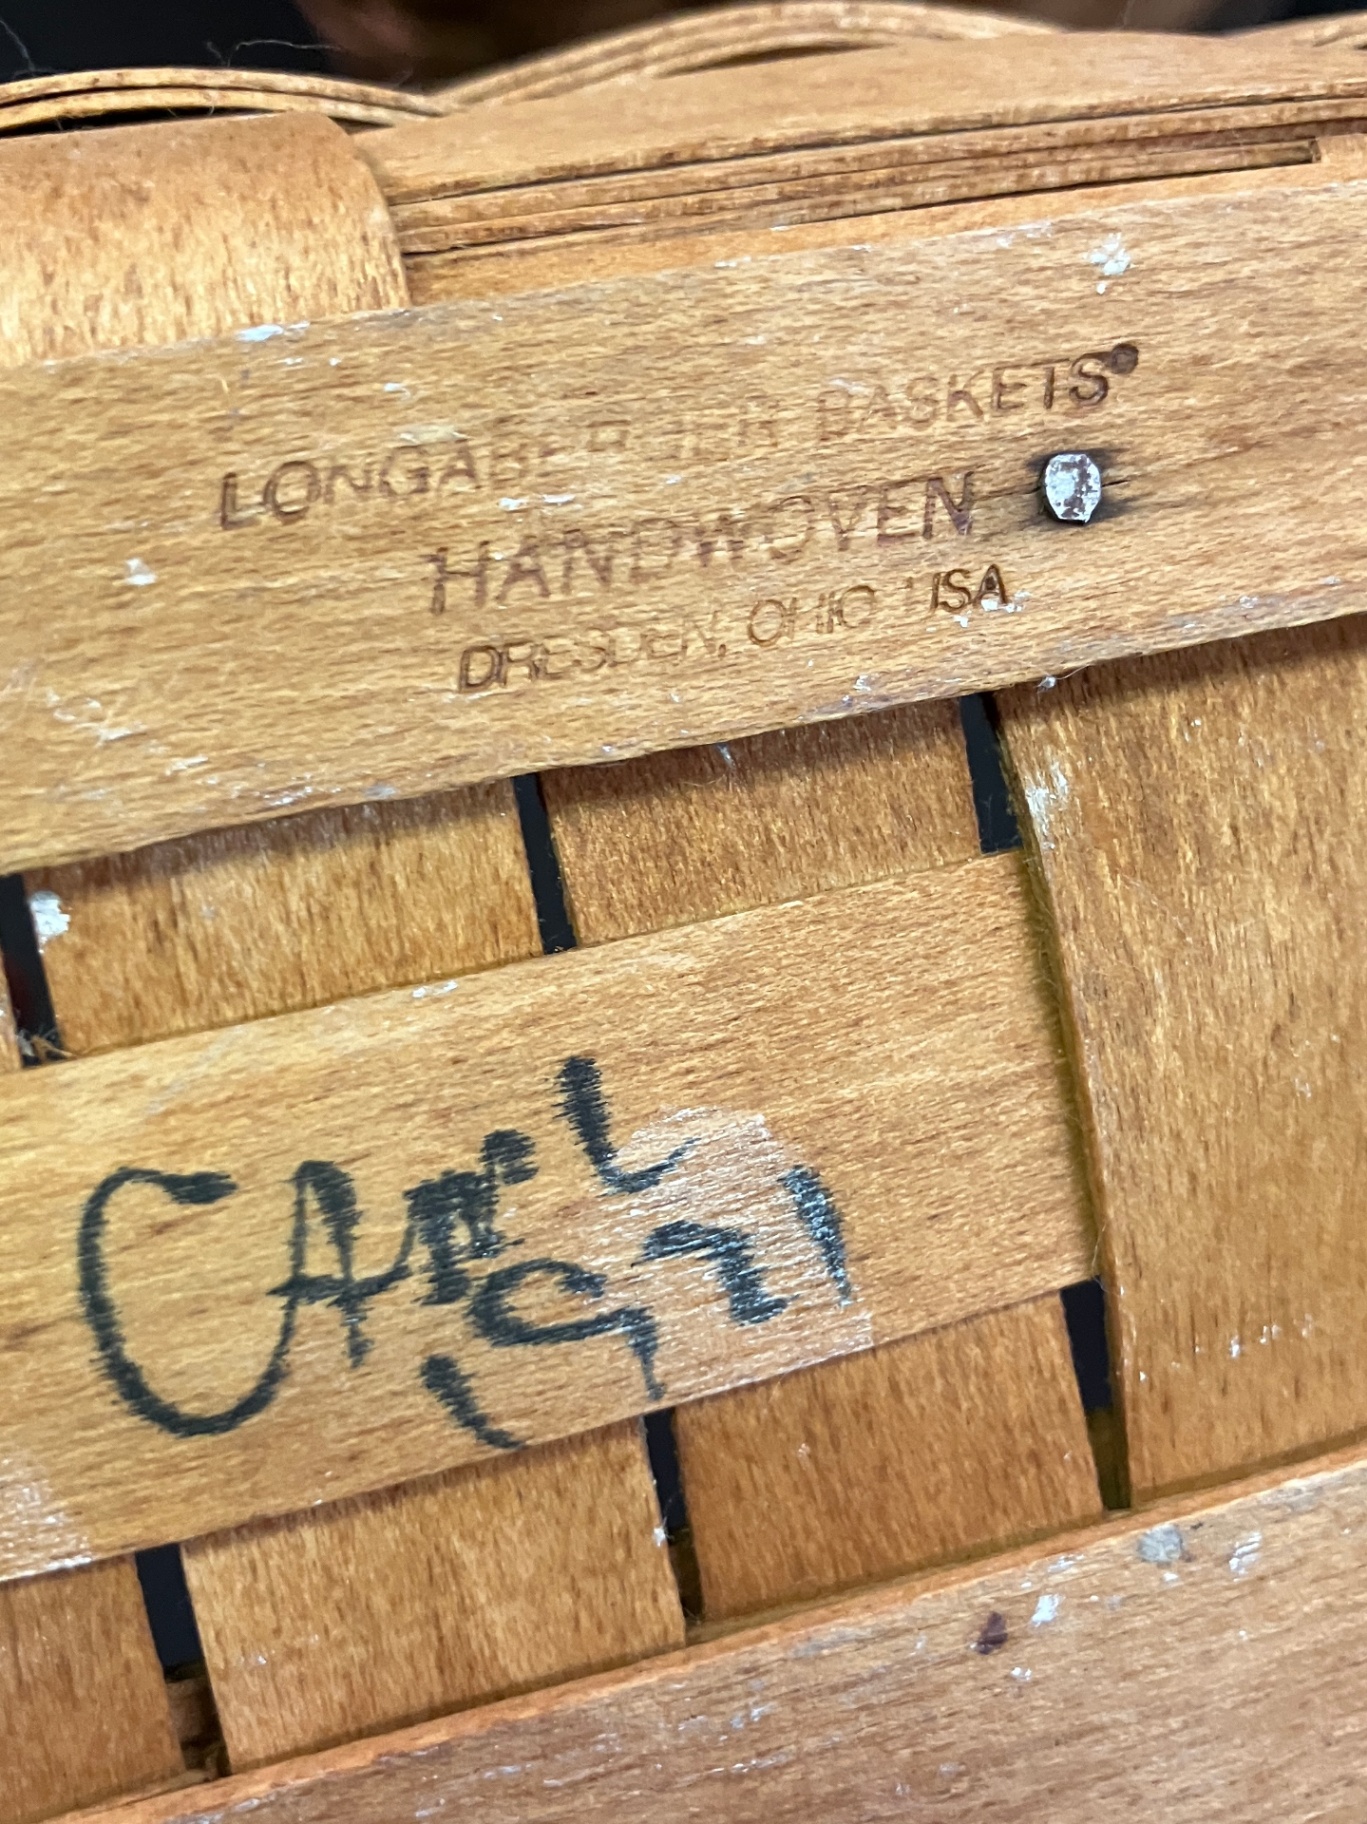 LONGABERGER BASKETS®
HANDWOVEN
DRESDEN, OHIO USA